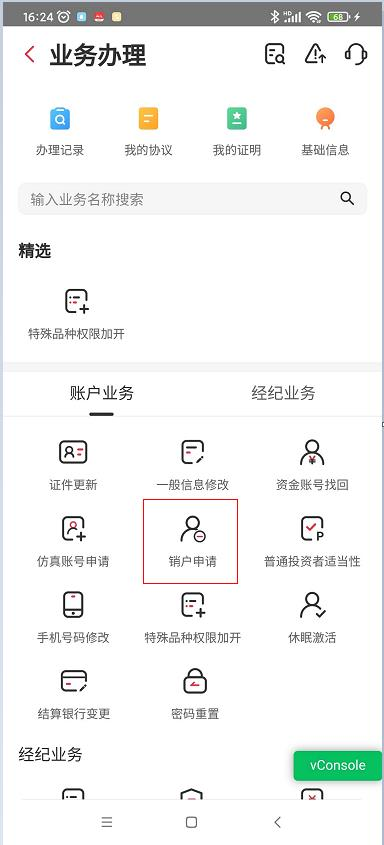 16:24 HD 68
业务办理
办理记录 我的协议 我的证明 基础信息
输入业务名称搜索
精选
特殊品种权限加开
账户业务 经纪业务
证件更新 一般信息修改 资金账号找回
仿真账号申请 销户申请 普通投资者适当性
手机号码修改 特殊品种权限加开 休眠激活
结算银行变更 密码重置
经纪业务
vConsole